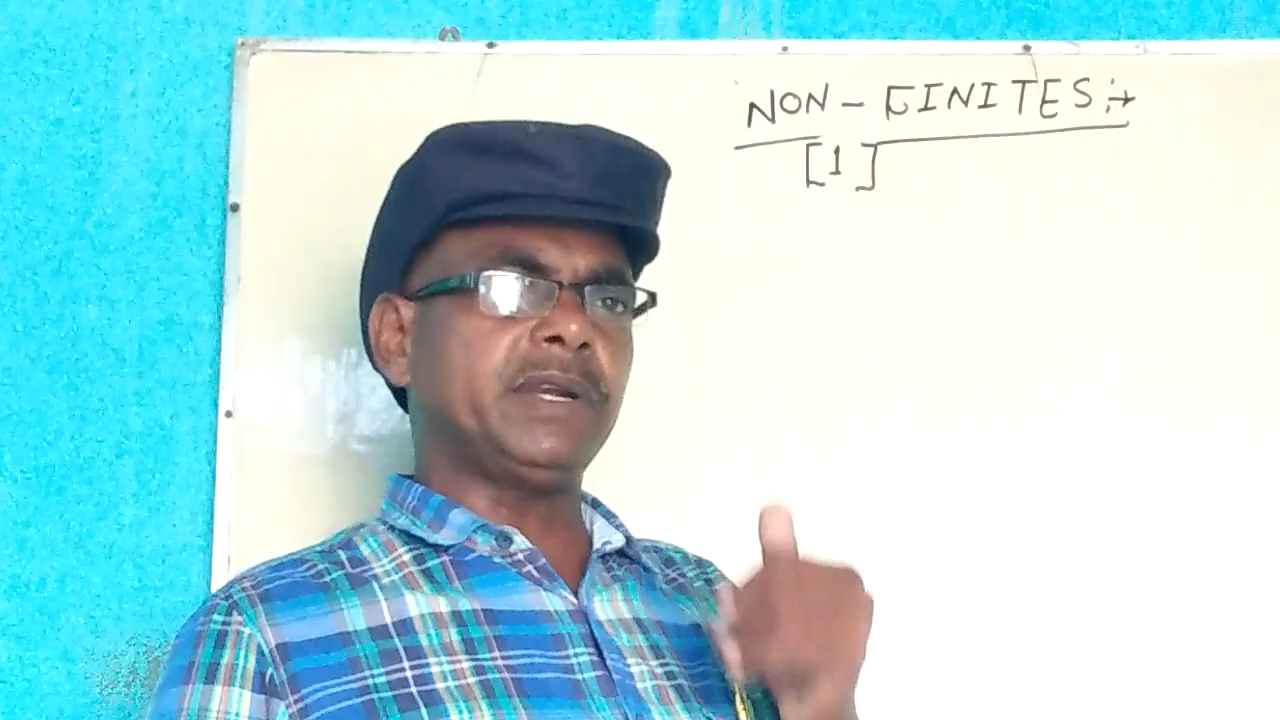 NON - FINITES :→
[1]